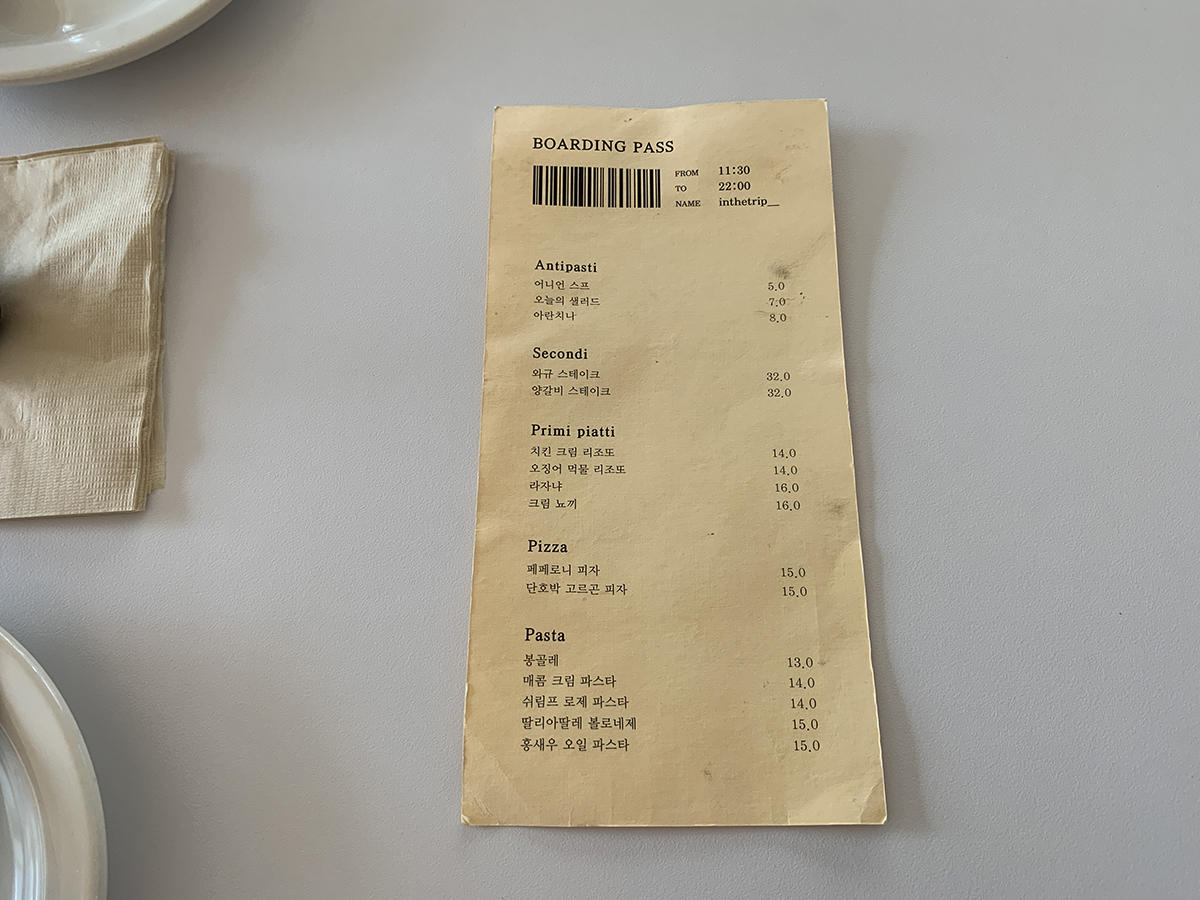 BOARDING PASS
FROM 11:30
TO 22:00
NAME inthetrip__
Antipasti
어니언 스프 5.0
오늘의 샐러드 7.0
아란치나 8.0
Secondi
와규 스테이크 32.0
양갈비 스테이크 32.0
Primi piatti
치킨 크림 리조또 14.0
오징어 먹물 리조또 14.0
라자냐 16.0
크림 뇨끼 16.0
Pizza
페페로니 피자 15.0
단호박 고르곤 피자 15.0
Pasta
봉골레 13.0
매콤 크림 파스타 14.0
쉬림프 로제 파스타 14.0
딸리아딸레 볼로네제 15.0
홍새우 오일 파스타 15.0